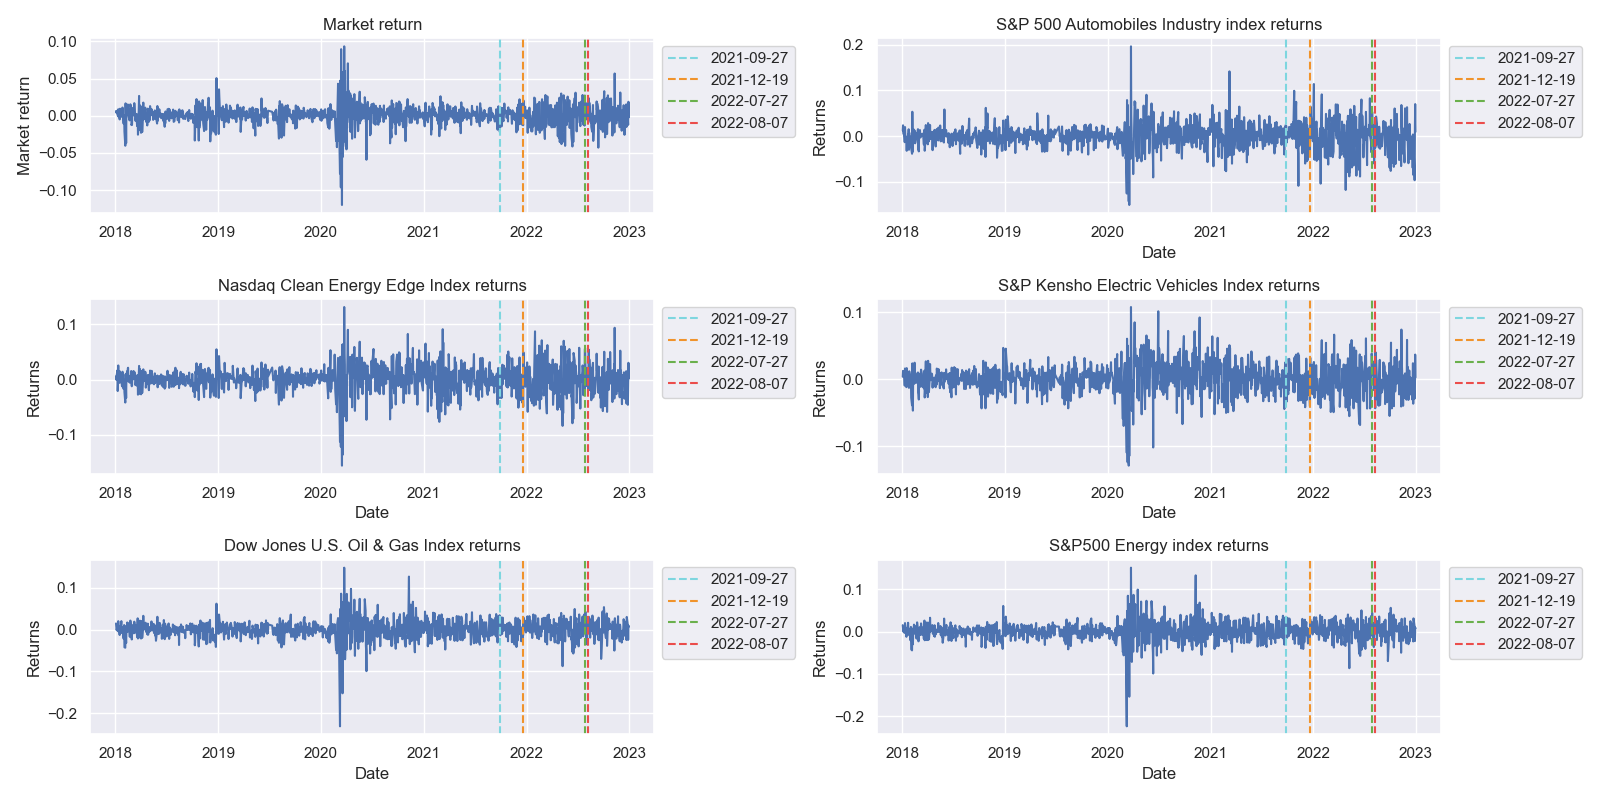 Market return
Market return
0.10
0.05
0.00
−0.05
−0.10
2018 2019 2020 2021 2022 2023
2021-09-27
2021-12-19
2022-07-27
2022-08-07
S&P 500 Automobiles Industry index returns
Returns
0.2
0.1
0.0
−0.1
2018 2019 2020 2021 2022 2023
Date
2021-09-27
2021-12-19
2022-07-27
2022-08-07
Nasdaq Clean Energy Edge Index returns
Returns
0.1
0.0
−0.1
2018 2019 2020 2021 2022 2023
Date
2021-09-27
2021-12-19
2022-07-27
2022-08-07
S&P Kensho Electric Vehicles Index returns
Returns
0.1
0.0
−0.1
2018 2019 2020 2021 2022 2023
Date
2021-09-27
2021-12-19
2022-07-27
2022-08-07
Dow Jones U.S. Oil & Gas Index returns
Returns
0.1
0.0
−0.1
−0.2
2018 2019 2020 2021 2022 2023
Date
2021-09-27
2021-12-19
2022-07-27
2022-08-07
S&P500 Energy index returns
Returns
0.1
0.0
−0.1
−0.2
2018 2019 2020 2021 2022 2023
Date
2021-09-27
2021-12-19
2022-07-27
2022-08-07